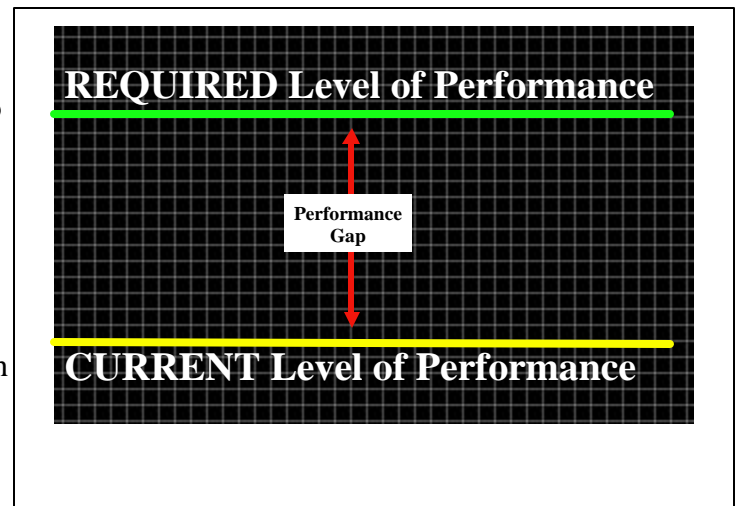 REQUIRED Level of Performance
Performance
Gap
CURRENT Level of Performance